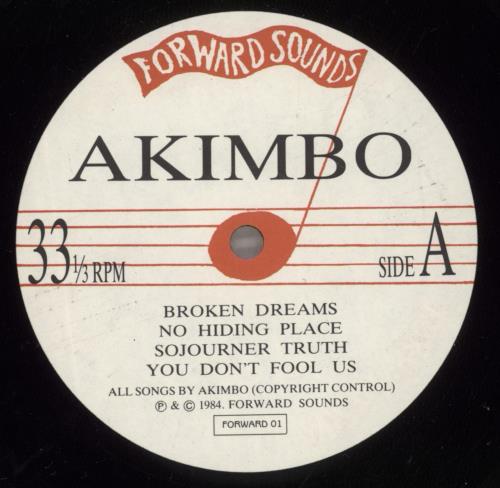 FORWARD SOUNDS
AKIMBO
33 1/3 RPM
SIDE A
BROKEN DREAMS
NO HIDING PLACE
SOJOURNER TRUTH
YOU DON'T FOOL US
ALL SONGS BY AKIMBO (COPYRIGHT CONTROL)
℗ & © 1984. FORWARD SOUNDS
FORWARD 01